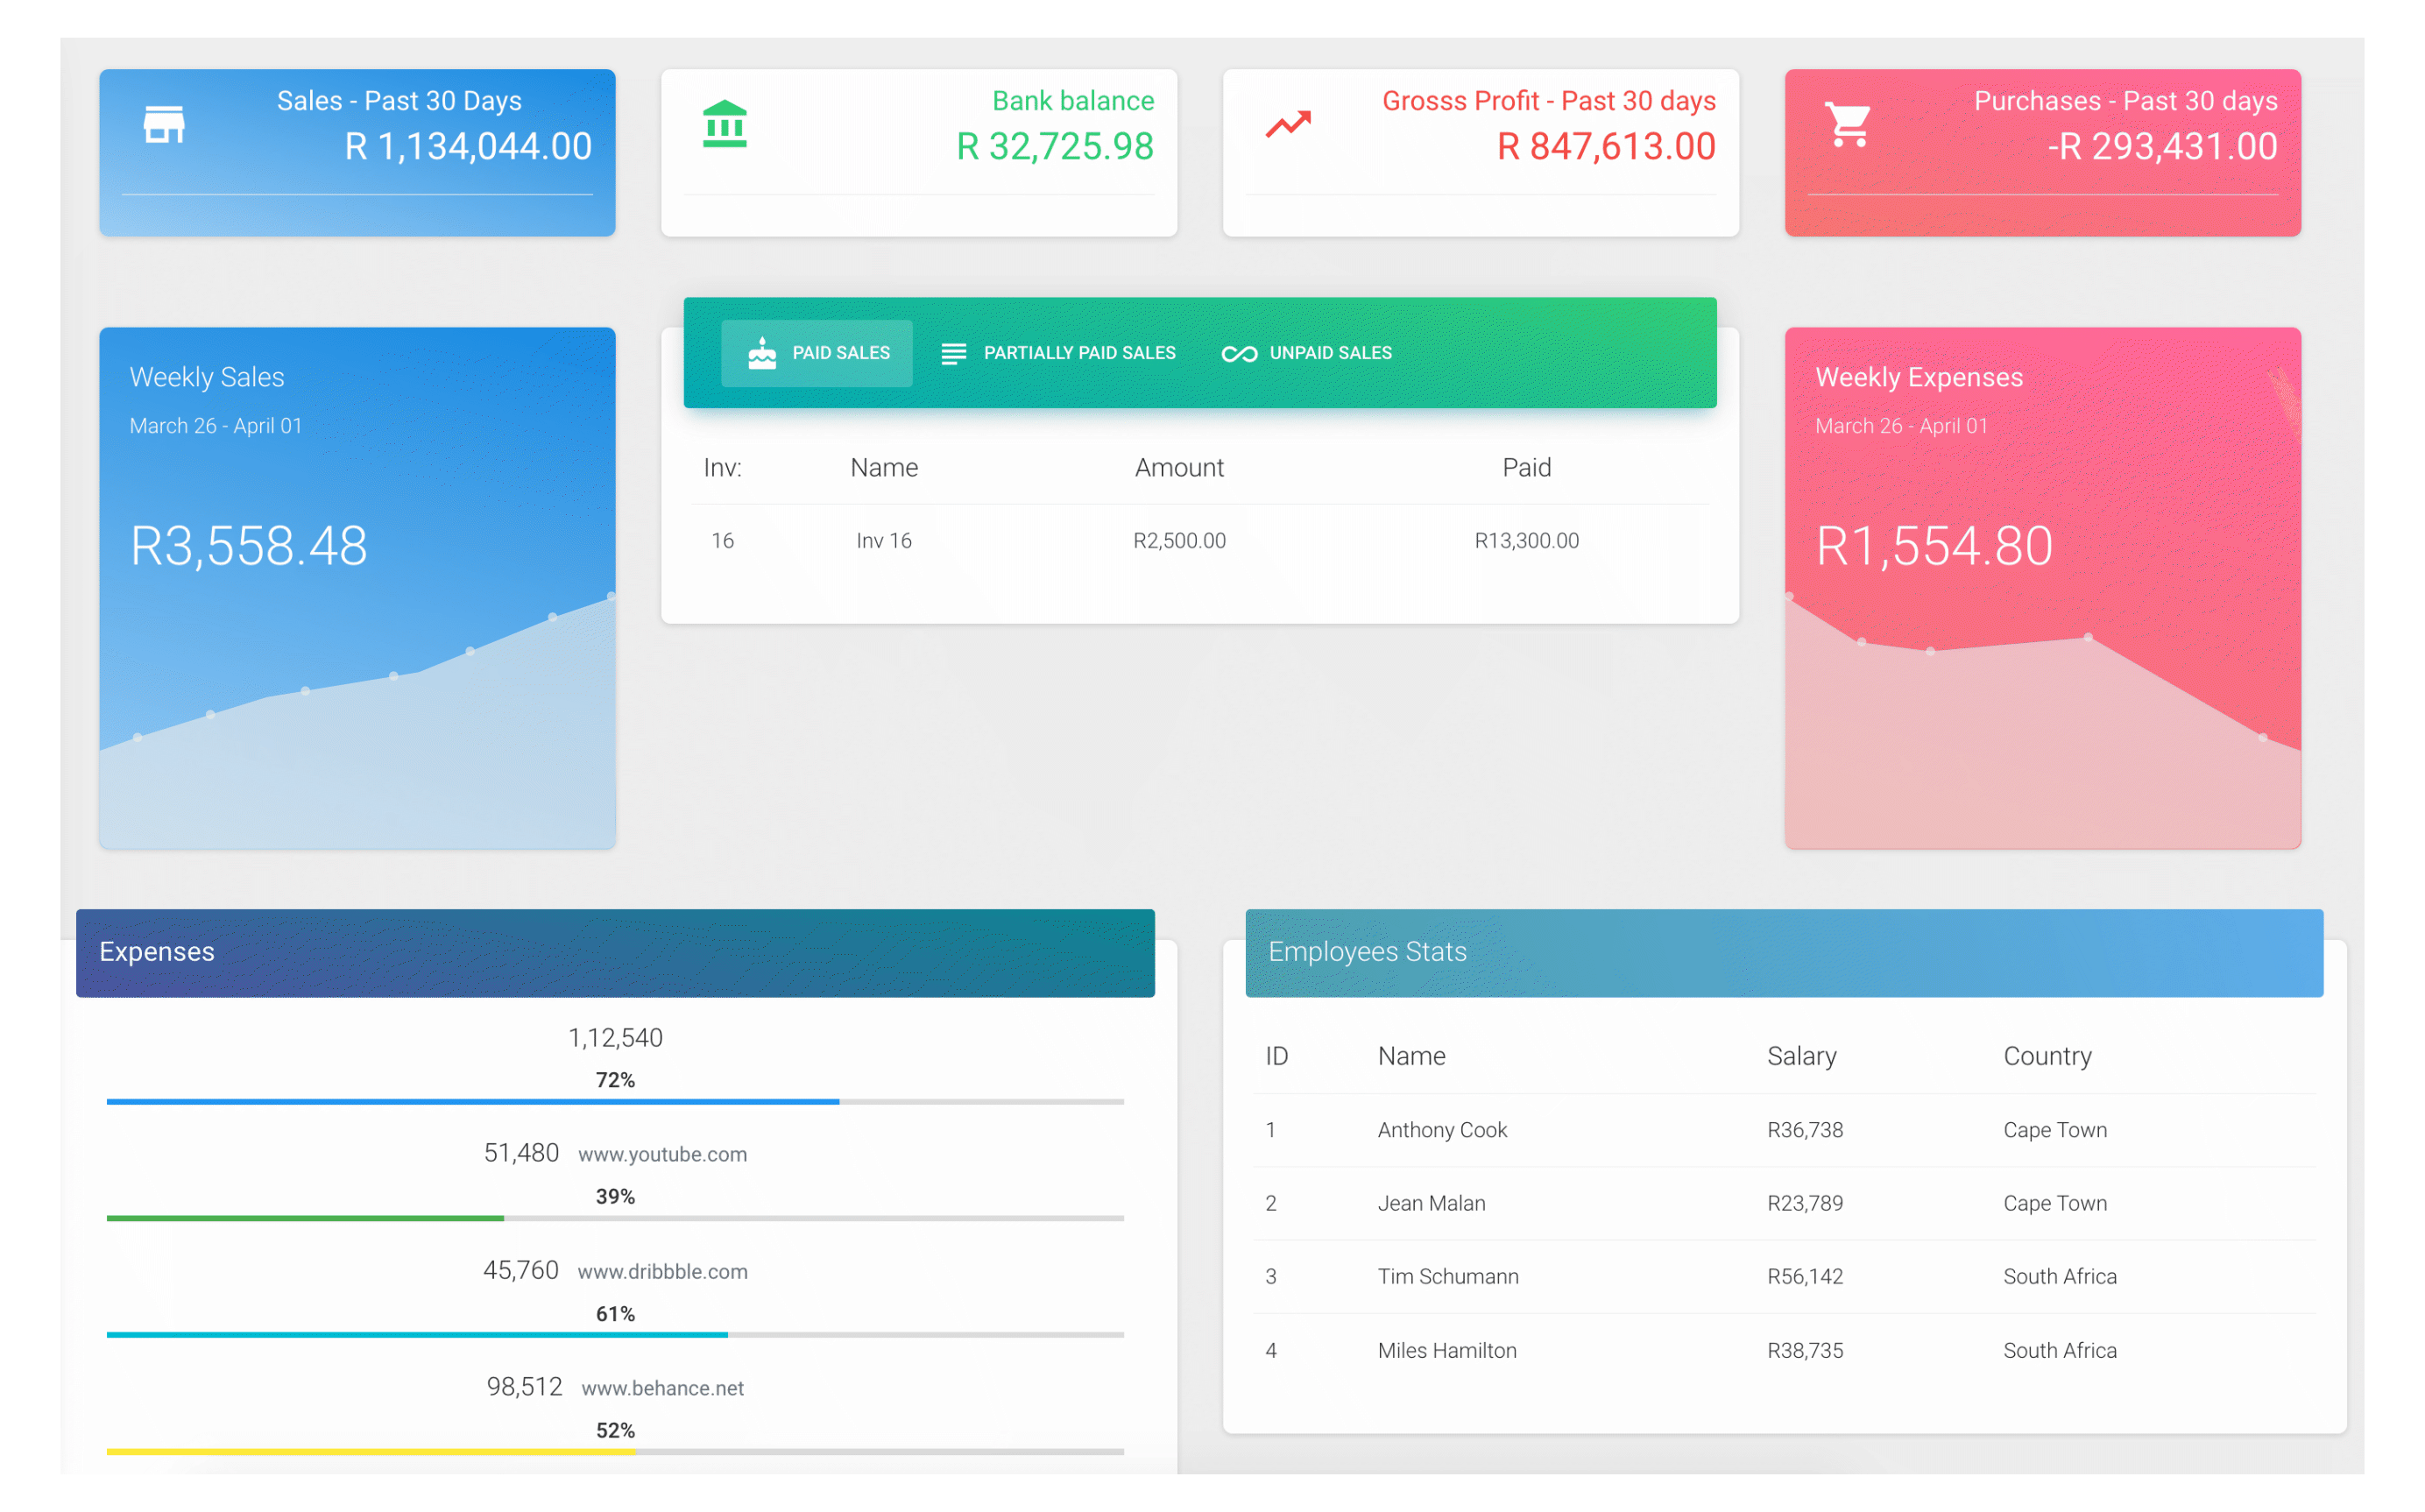 Sales - Past 30 Days
R 1,134,044.00
Bank balance
R 32,725.98
Grosss Profit - Past 30 days
R 847,613.00
Purchases - Past 30 days
-R 293,431.00
Weekly Sales
March 26 - April 01
R3,558.48
PAID SALES PARTIALLY PAID SALES UNPAID SALES
Inv: Name Amount Paid
16 Inv 16 R2,500.00 R13,300.00
Weekly Expenses
March 26 - April 01
R1,554.80
Expenses
1,12,540
72%
51,480 www.youtube.com
39%
45,760 www.dribbble.com
61%
98,512 www.behance.net
52%
Employees Stats
ID Name Salary Country
1 Anthony Cook R36,738 Cape Town
2 Jean Malan R23,789 Cape Town
3 Tim Schumann R56,142 South Africa
4 Miles Hamilton R38,735 South Africa